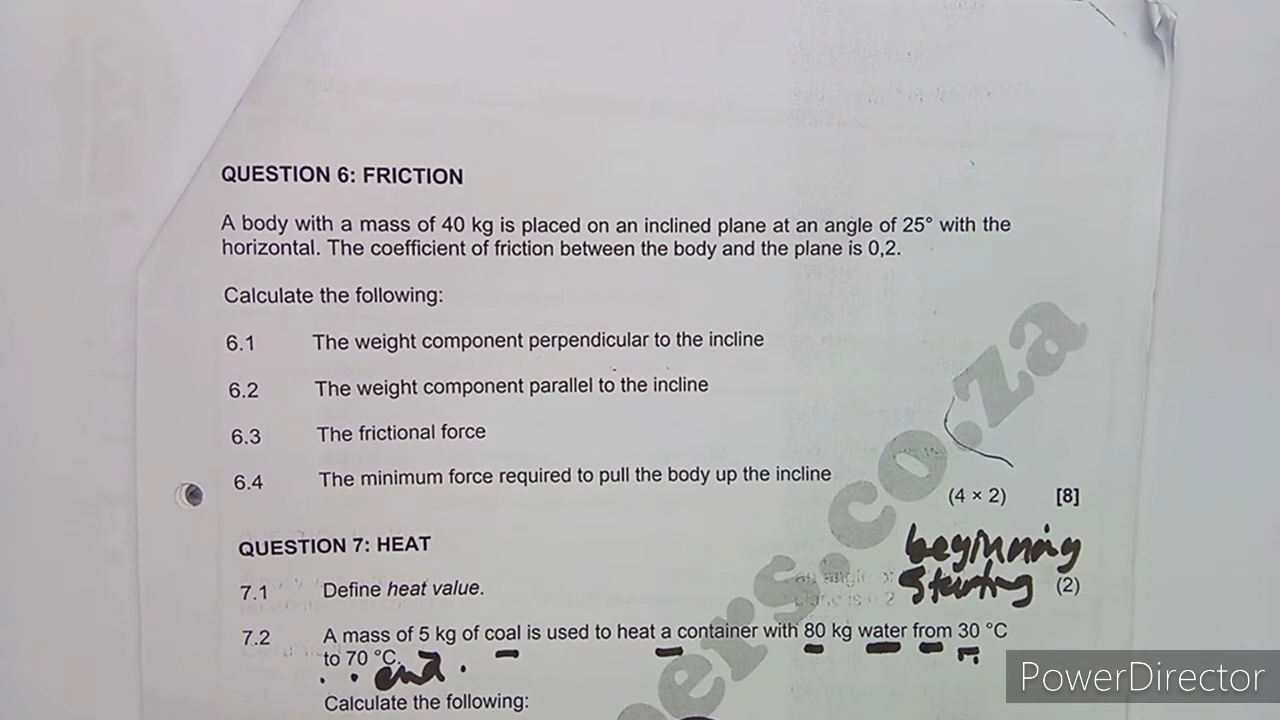 QUESTION 6: FRICTION
A body with a mass of 40 kg is placed on an inclined plane at an angle of 25° with the
horizontal. The coefficient of friction between the body and the plane is 0,2.
Calculate the following:
6.1 The weight component perpendicular to the incline
6.2 The weight component parallel to the incline
6.3 The frictional force
6.4 The minimum force required to pull the body up the incline
(4 × 2) [8]
QUESTION 7: HEAT
beginning
7.1 Define heat value. starting (2)
7.2 A mass of 5 kg of coal is used to heat a container with 80 kg water from 30 °C
to 70 °C.
end
Calculate the following:
ers.co.za
PowerDirector